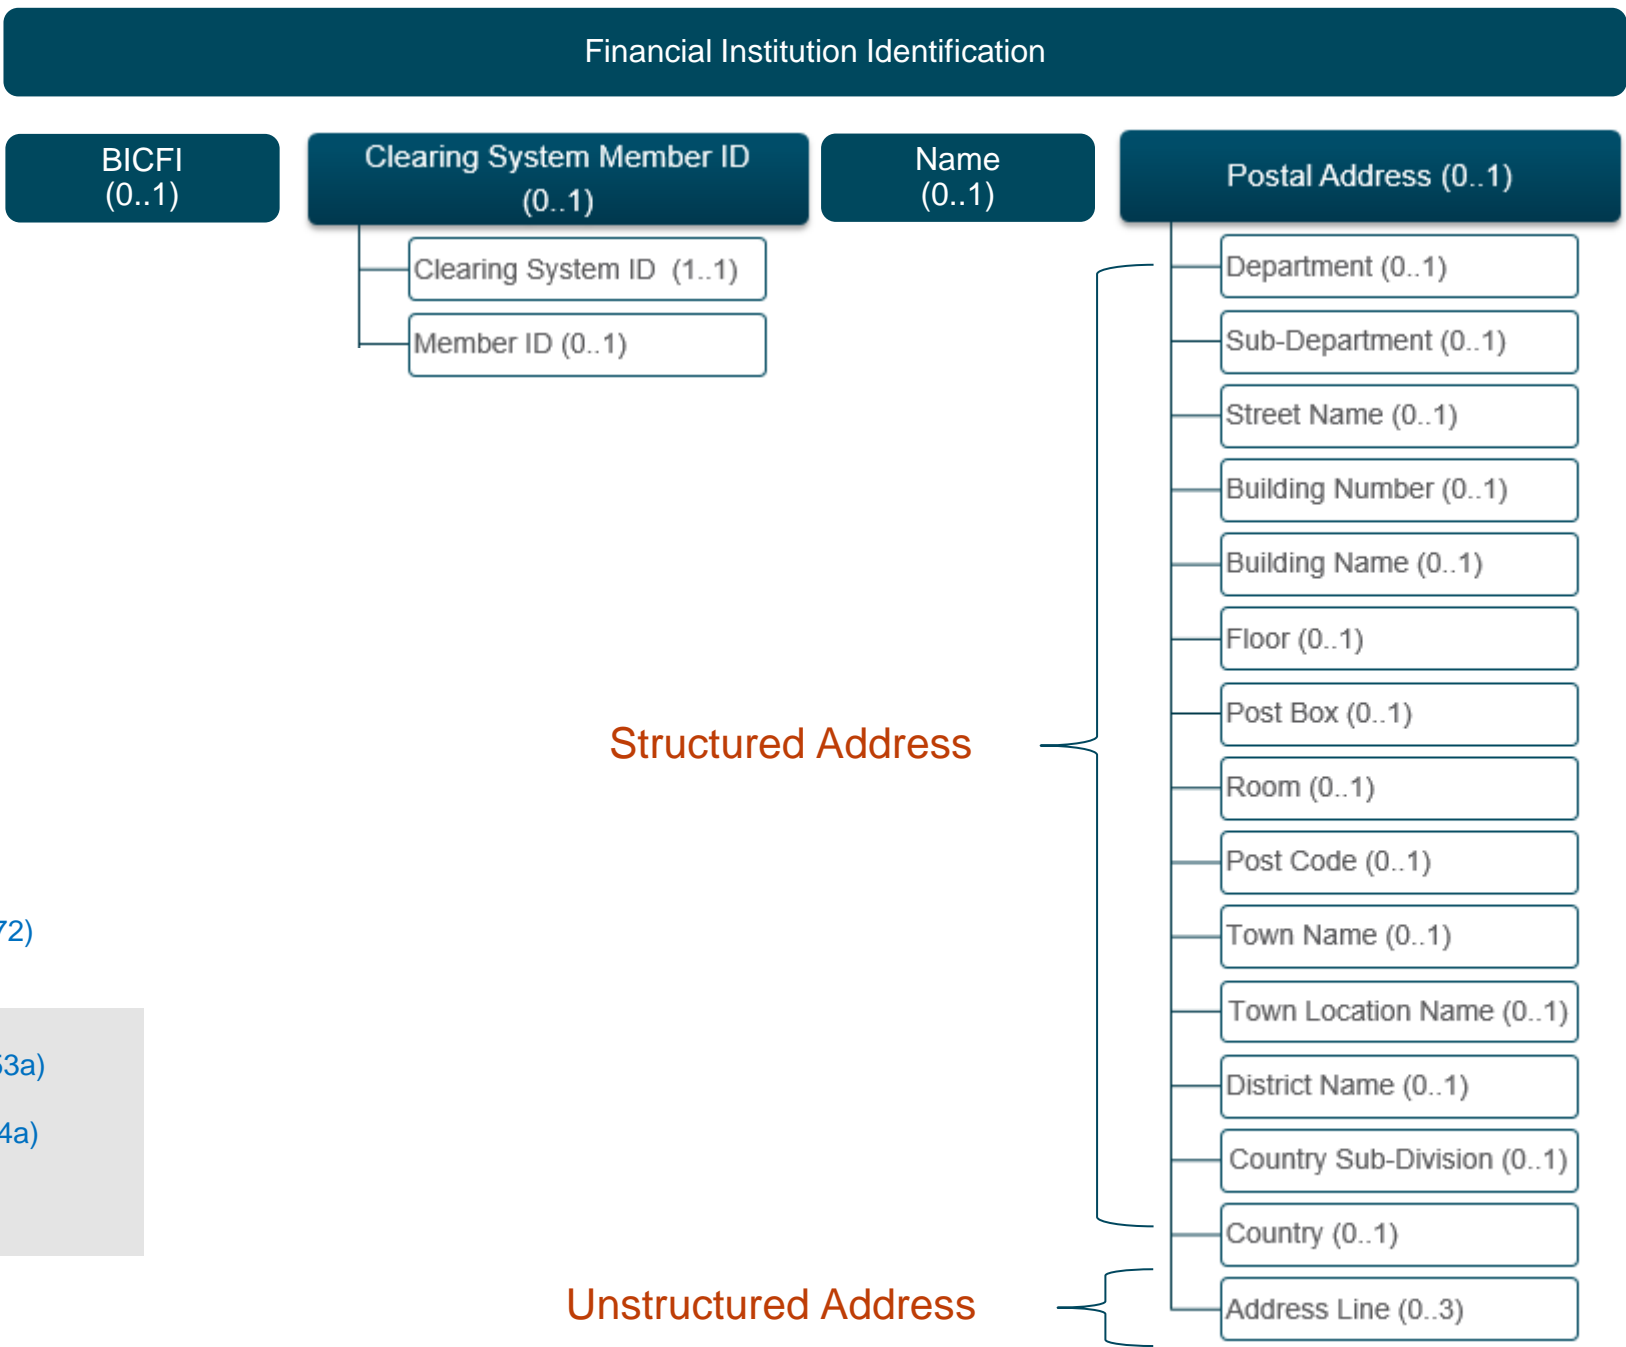 Financial Institution Identification
BICFI
(0..1)
Clearing System Member ID
(0..1)
Name
(0..1)
Postal Address (0..1)
Clearing System ID (1..1)
Member ID (0..1)
Department (0..1)
Sub-Department (0..1)
Street Name (0..1)
Building Number (0..1)
Building Name (0..1)
Floor (0..1)
Post Box (0..1)
Structured Address
Room (0..1)
Post Code (0..1)
Town Name (0..1)
Town Location Name (0..1)
District Name (0..1)
Country Sub-Division (0..1)
Country (0..1)
Unstructured Address
Address Line (0..3)
72)
53a)
4a)